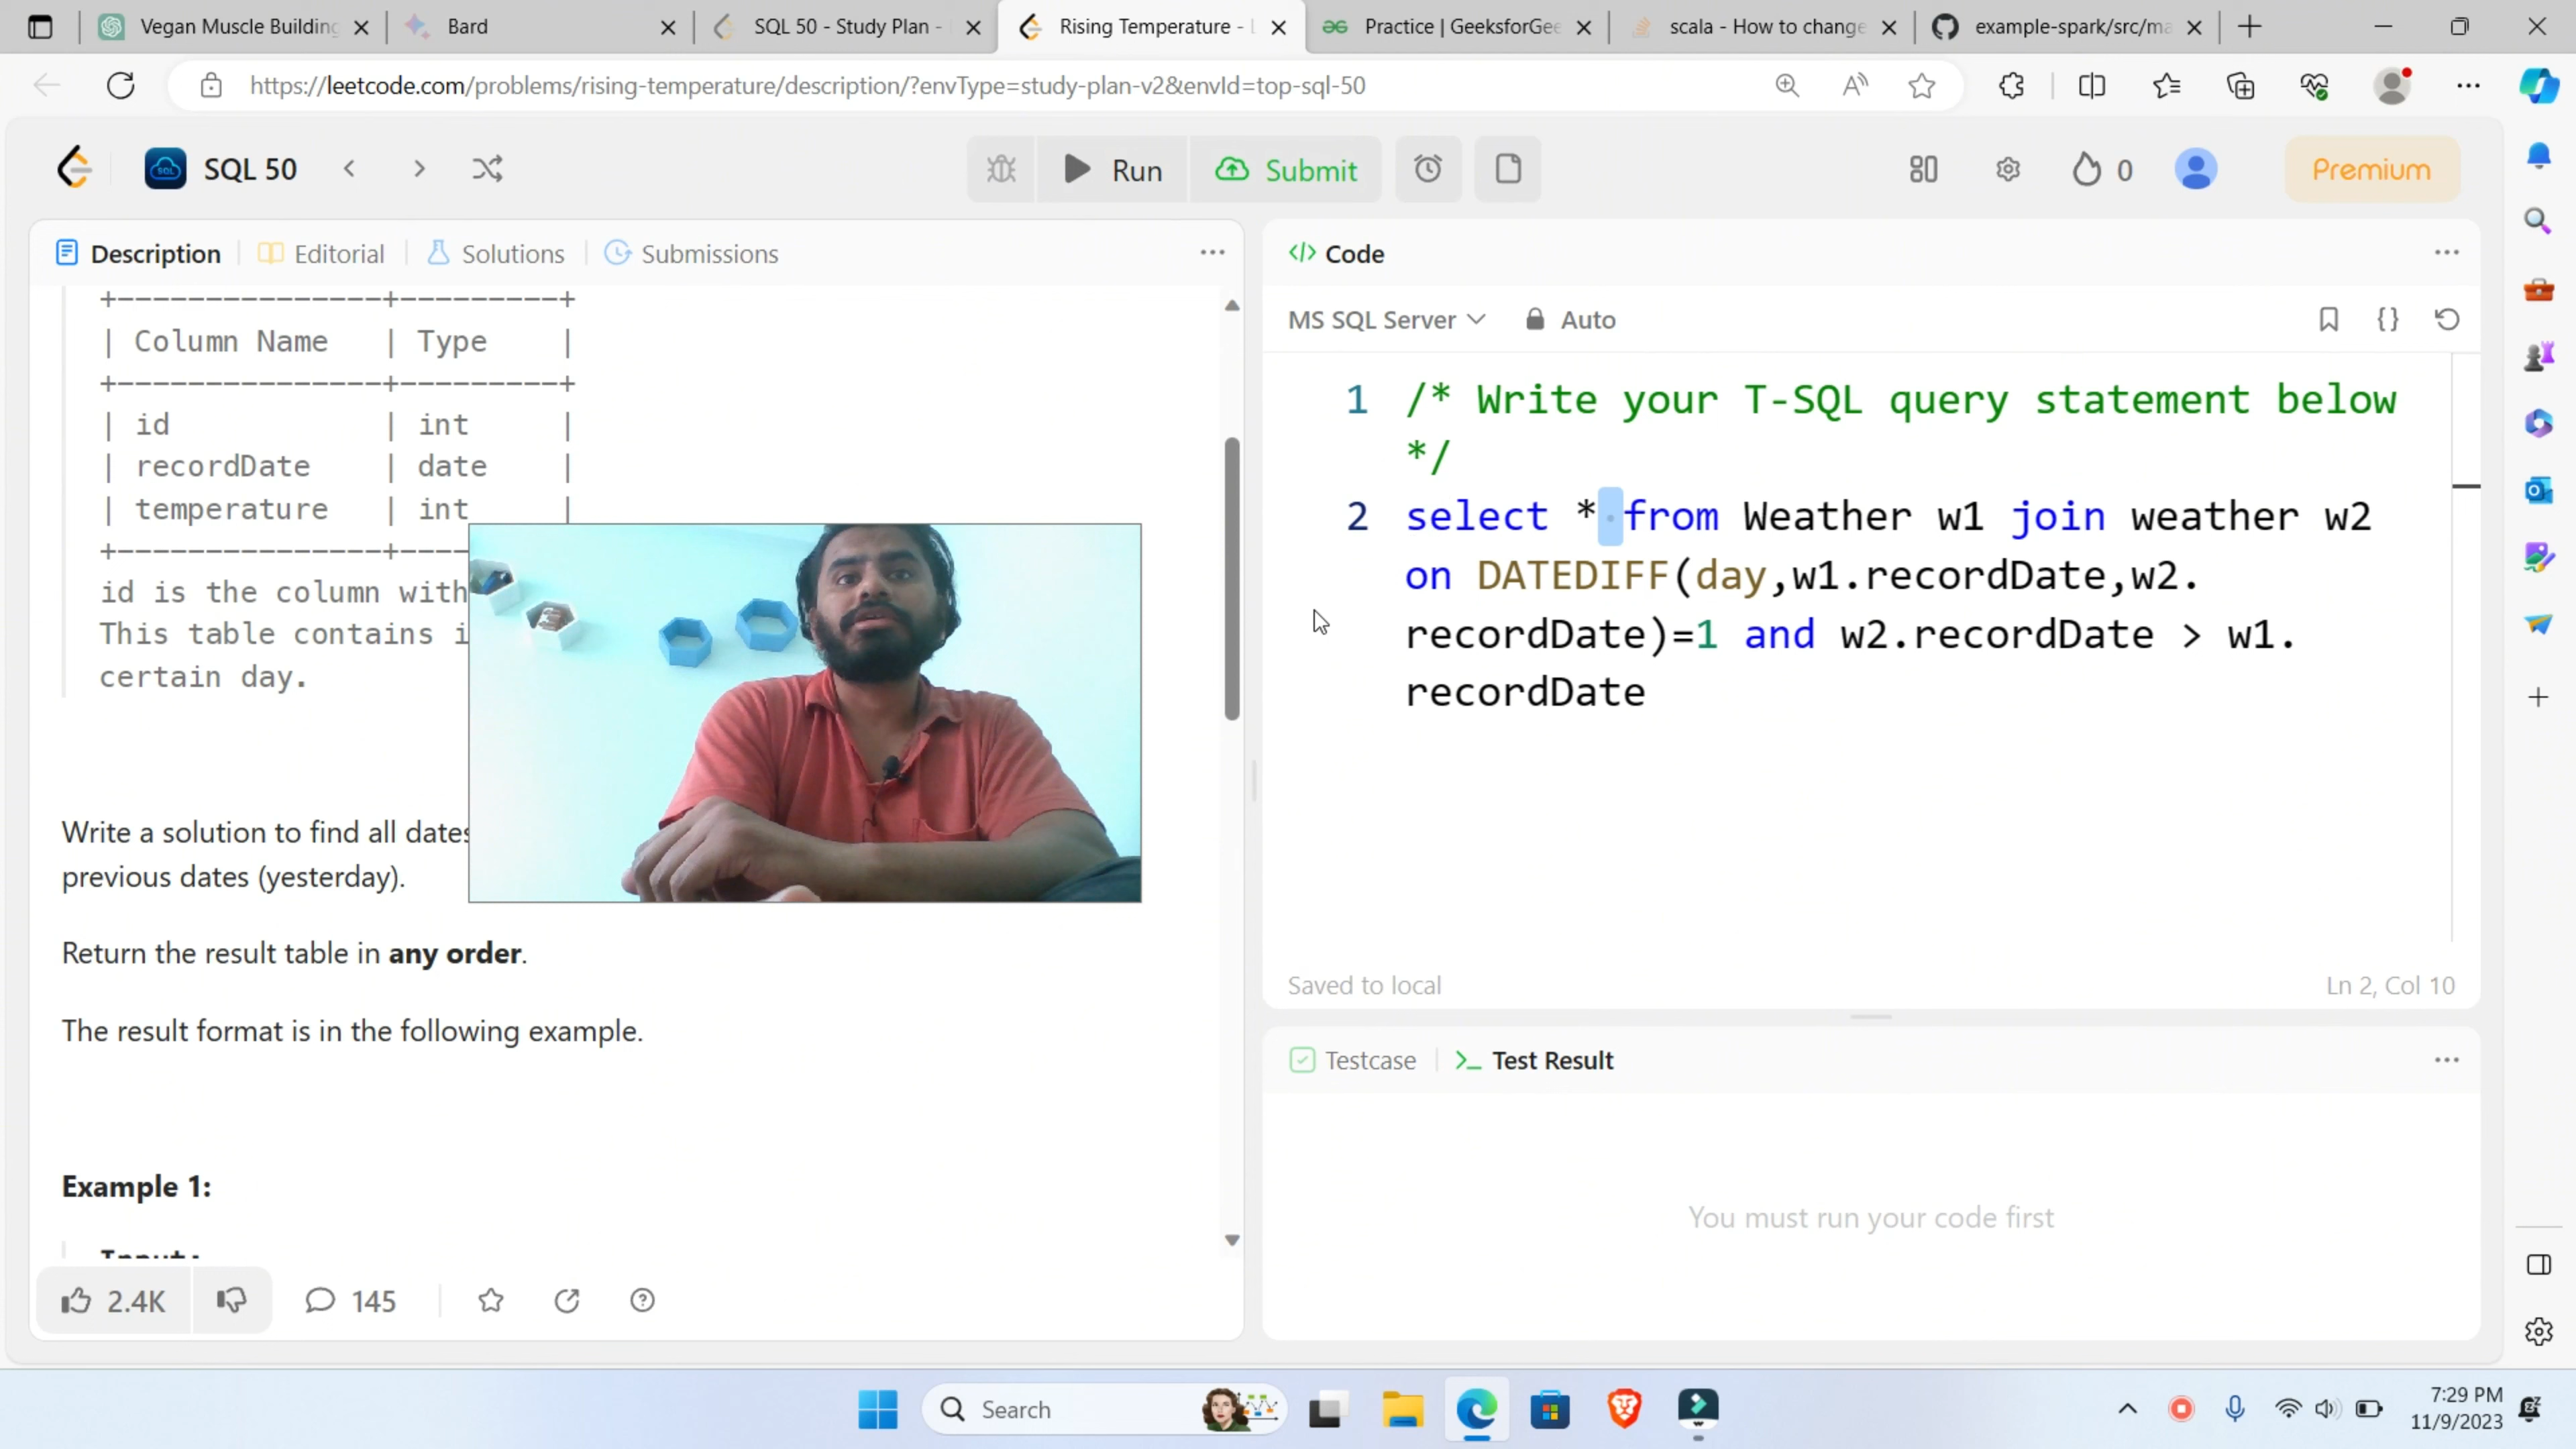 Vegan Muscle Building
Bard
SQL 50 - Study Plan -
Rising Temperature - L
Practice | GeeksforGee
scala - How to change
example-spark/src/ma
https://leetcode.com/problems/rising-temperature/description/?envType=study-plan-v2&envId=top-sql-50
SQL 50
Run
Submit
0
Premium
Description
Editorial
Solutions
Submissions
+---------------+---------+
| Column Name   | Type    |
+---------------+---------+
| id            | int     |
| recordDate    | date    |
| temperature   | int     |
+---------------+----
id is the column with
This table contains i
certain day.
Write a solution to find all dates
previous dates (yesterday).
Return the result table in any order.
The result format is in the following example.
Example 1:
Input:
2.4K
145
</> Code
MS SQL Server
Auto
1 /* Write your T-SQL query statement below
*/
2 select * from Weather w1 join weather w2
on DATEDIFF(day,w1.recordDate,w2.
recordDate)=1 and w2.recordDate > w1.
recordDate
Saved to local
Ln 2, Col 10
Testcase
>_ Test Result
You must run your code first
Search
7:29 PM
11/9/2023